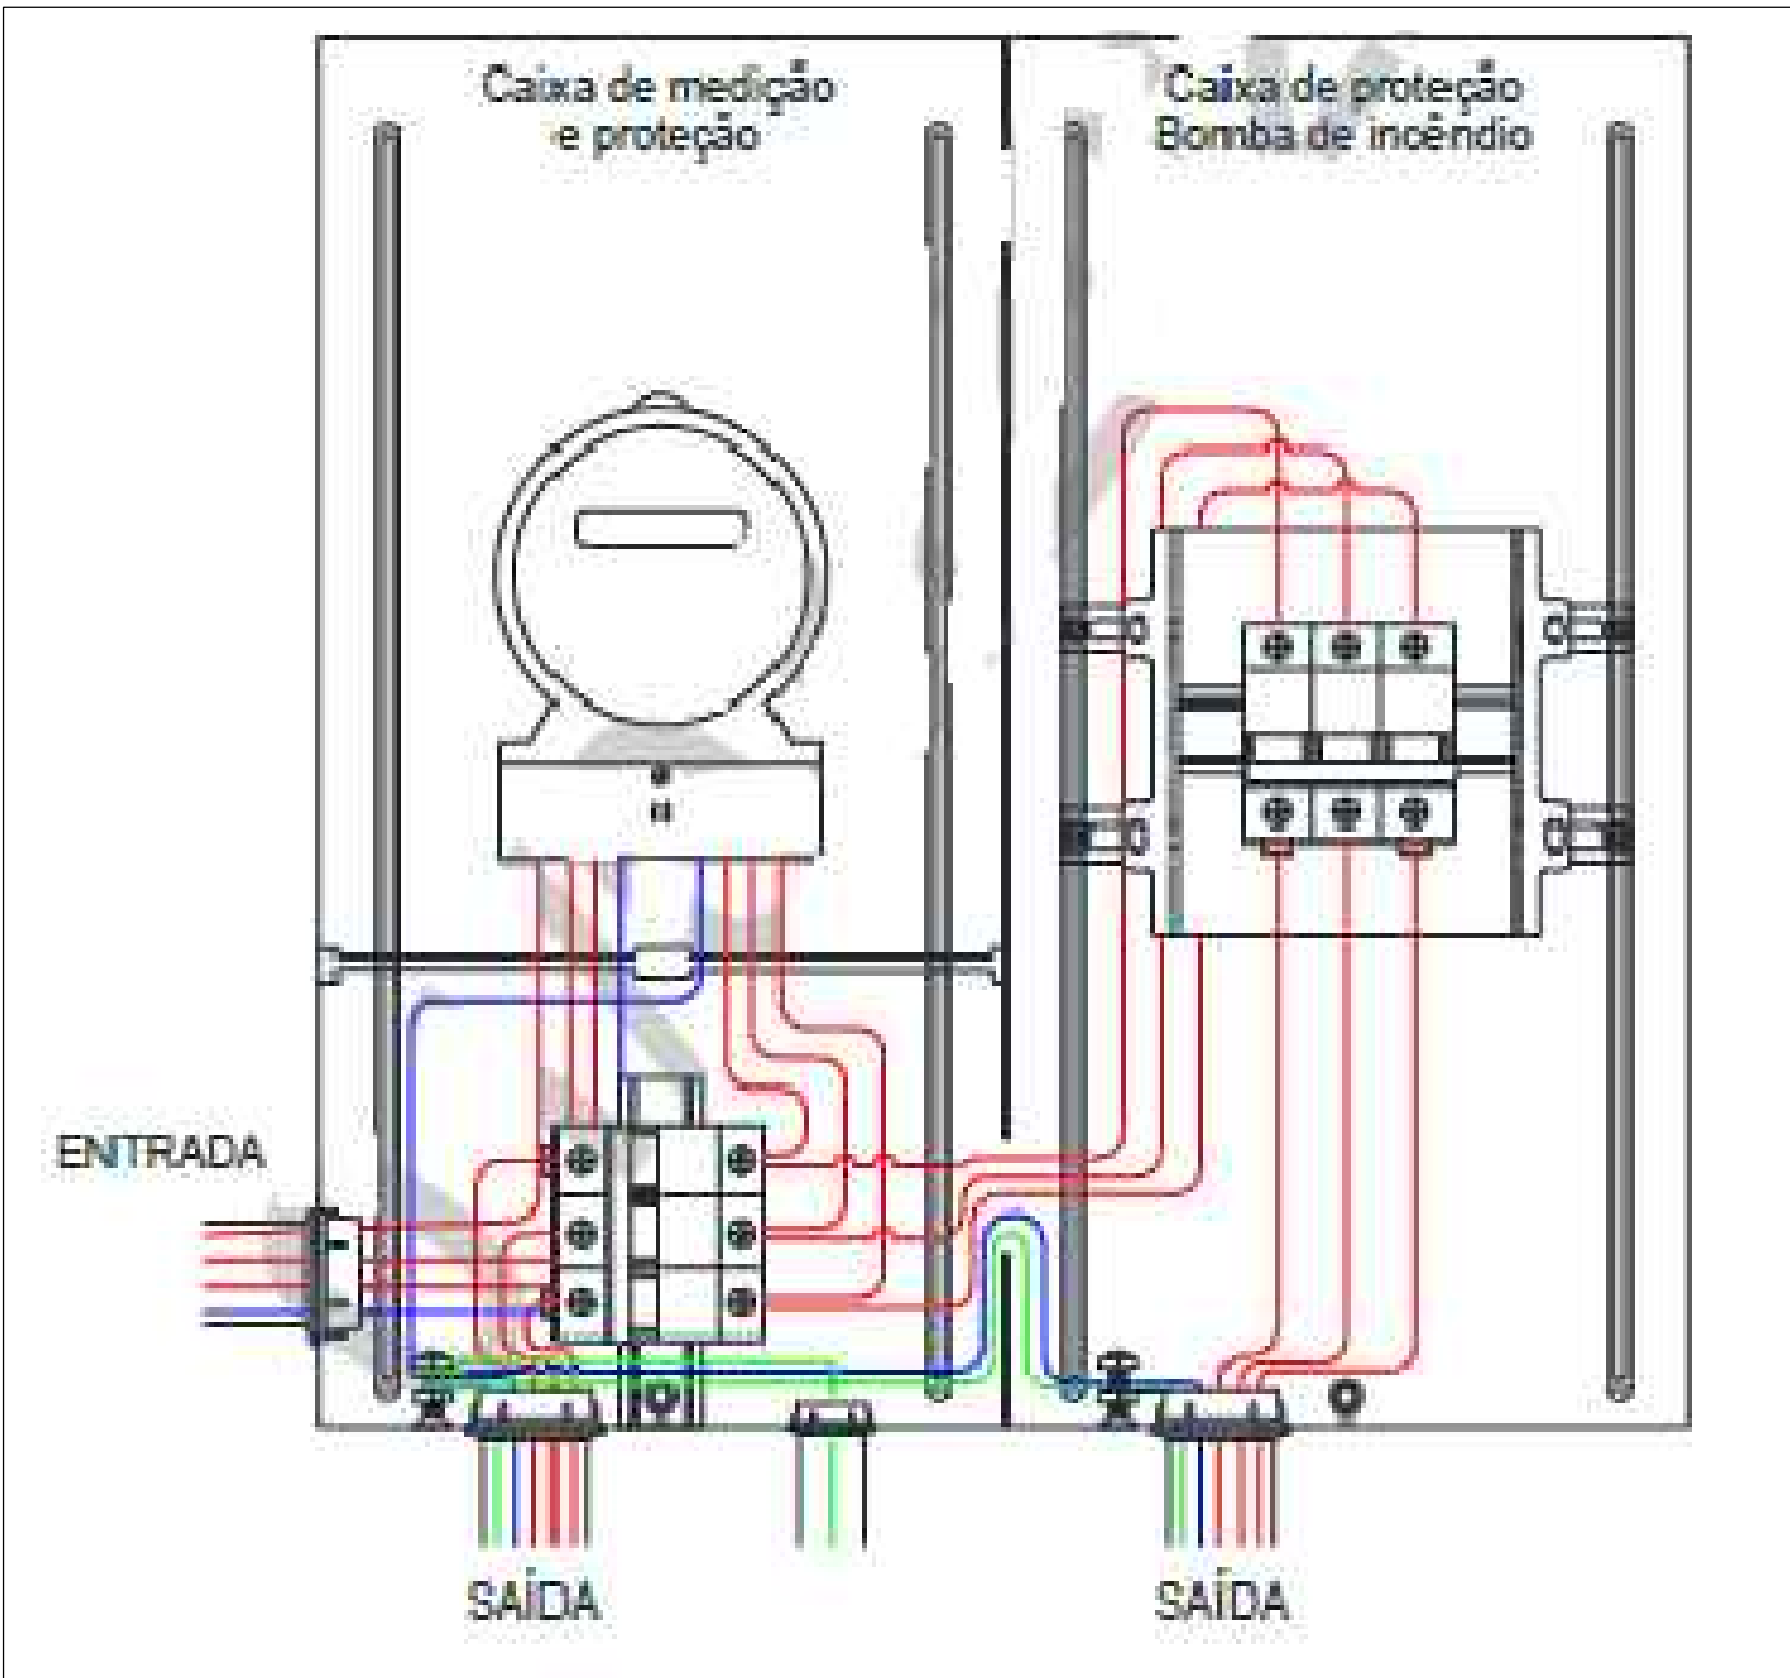 Caixa de medição
e proteção
Caixa de proteção
Bomba de incêndio
ENTRADA
SAÍDA
SAÍDA